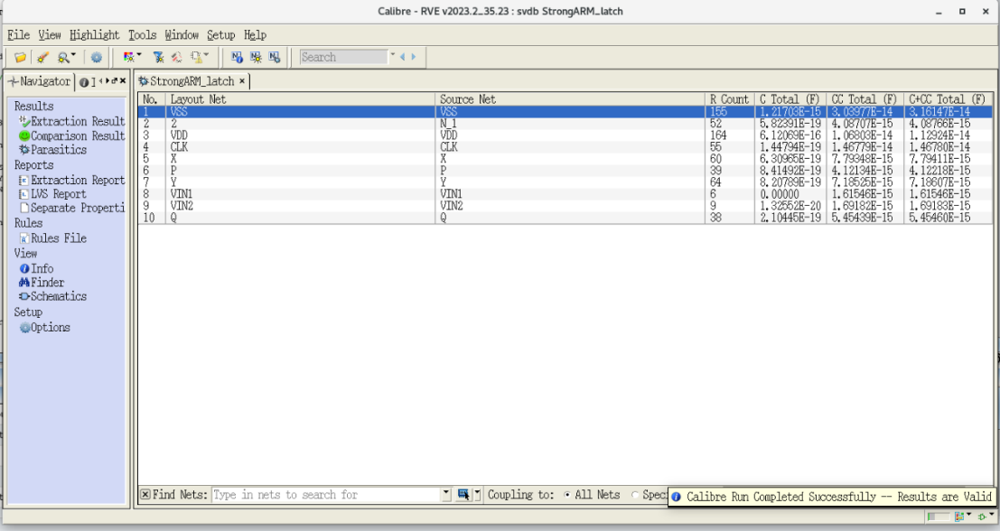 Calibre - RVE v2023.2_35.23 : svdb StrongARM_latch
File View Highlight Tools Window Setup Help
Search
Navigator
StrongARM_latch ×
No. Layout Net Source Net R Count C Total (F) CC Total (F) C+CC Total (F)
1 VSS VSS 155 1.21703E-15 3.03977E-14 3.16147E-14
2 2 N_1 52 5.82391E-19 4.08707E-15 4.08766E-15
3 VDD VDD 164 6.12069E-16 1.06803E-14 1.12924E-14
4 CLK CLK 55 1.44794E-19 1.46779E-14 1.46780E-14
5 X X 60 6.30965E-19 7.79348E-15 7.79411E-15
6 P P 39 8.41492E-19 4.12134E-15 4.12218E-15
7 Y Y 64 8.20789E-19 7.18525E-15 7.18607E-15
8 VIN1 VIN1 6 0.00000 1.61546E-15 1.61546E-15
9 VIN2 VIN2 9 1.32552E-20 1.69182E-15 1.69183E-15
10 Q Q 38 2.10445E-19 5.45439E-15 5.45460E-15
Results
Extraction Result
Comparison Result
Parasitics
Reports
Extraction Report
LVS Report
Separate Properti
Rules
Rules File
View
Info
Finder
Schematics
Setup
Options
Find Nets: Type in nets to search for Coupling to: All Nets Spec
Calibre Run Completed Successfully -- Results are Valid